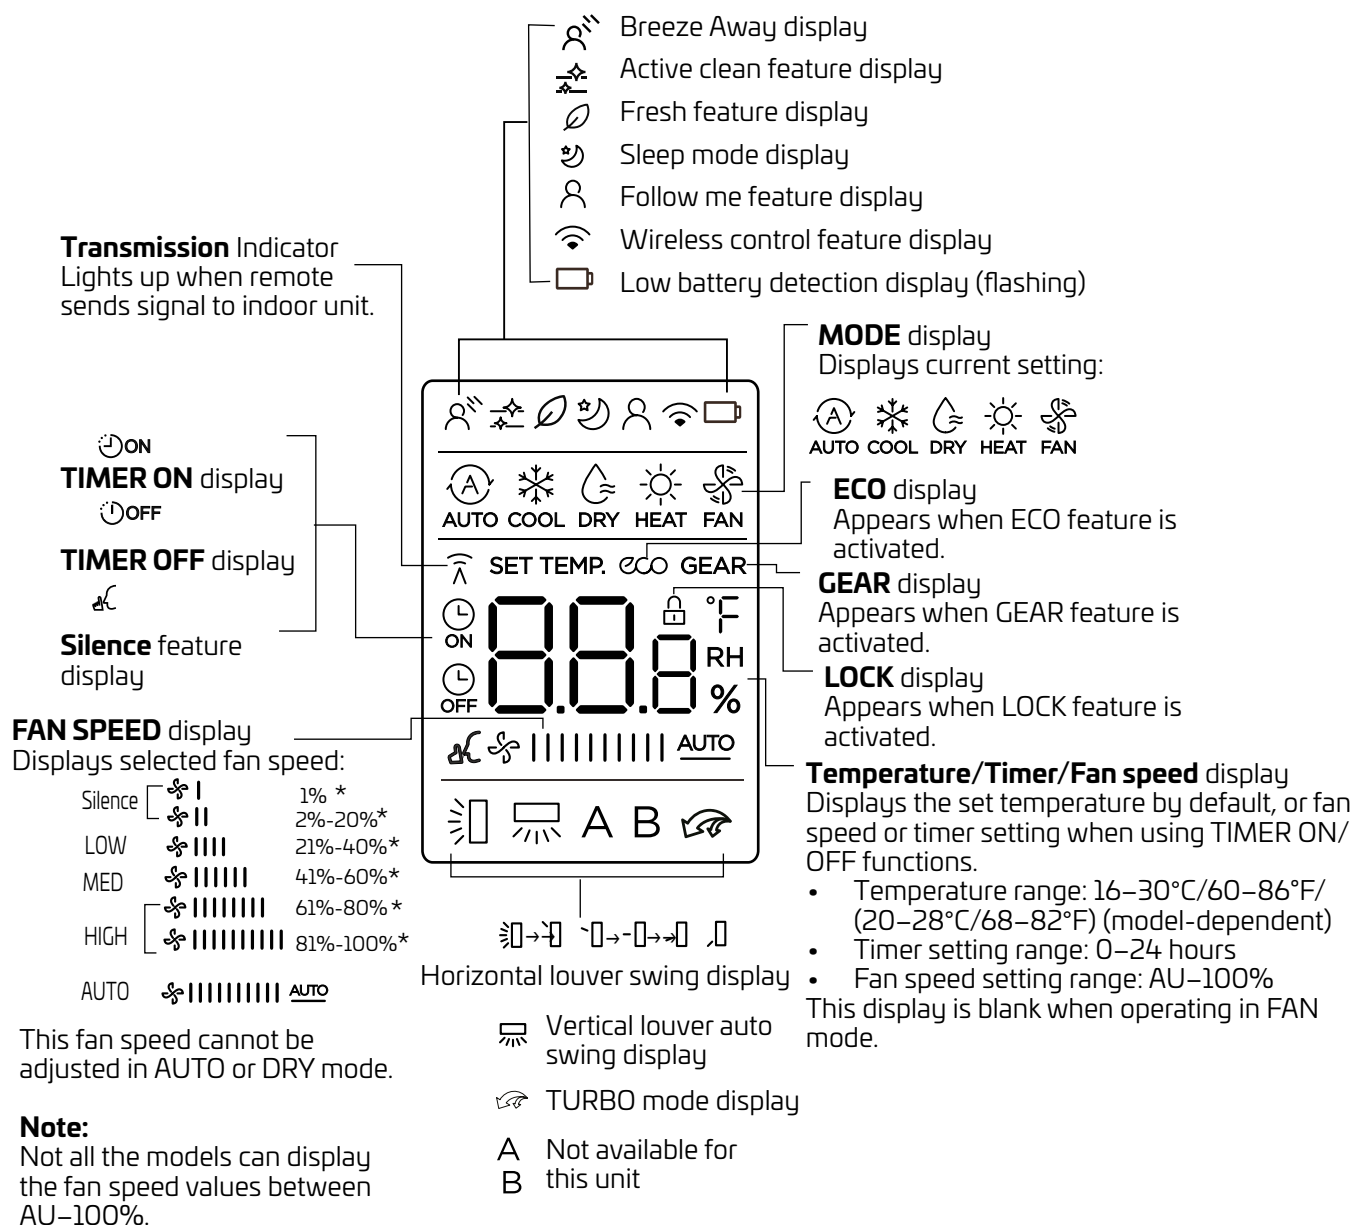 Breeze Away display
Active clean feature display
Fresh feature display
Sleep mode display
Follow me feature display
Wireless control feature display
Low battery detection display (flashing)
Transmission Indicator
Lights up when remote
sends signal to indoor unit.
ON
TIMER ON display
OFF
TIMER OFF display
Silence feature
display
FAN SPEED display
Displays selected fan speed:
Silence
1% *
2%-20%*
LOW 21%-40%*
MED 41%-60%*
HIGH
61%-80%*
81%-100%*
AUTO AUTO
This fan speed cannot be
adjusted in AUTO or DRY mode.
Note:
Not all the models can display
the fan speed values between
AU–100%.
A
AUTO COOL DRY HEAT FAN
SET TEMP. eco GEAR
ON
OFF
88.8.
°F
RH
%
AUTO
A B
Horizontal louver swing display
Vertical louver auto
swing display
TURBO mode display
A Not available for
B this unit
MODE display
Displays current setting:
A
AUTO COOL DRY HEAT FAN
ECO display
Appears when ECO feature is
activated.
GEAR display
Appears when GEAR feature is
activated.
LOCK display
Appears when LOCK feature is
activated.
Temperature/Timer/Fan speed display
Displays the set temperature by default, or fan
speed or timer setting when using TIMER ON/
OFF functions.
• Temperature range: 16–30°C/60–86°F/
(20–28°C/68–82°F) (model-dependent)
• Timer setting range: 0–24 hours
• Fan speed setting range: AU–100%
This display is blank when operating in FAN
mode.